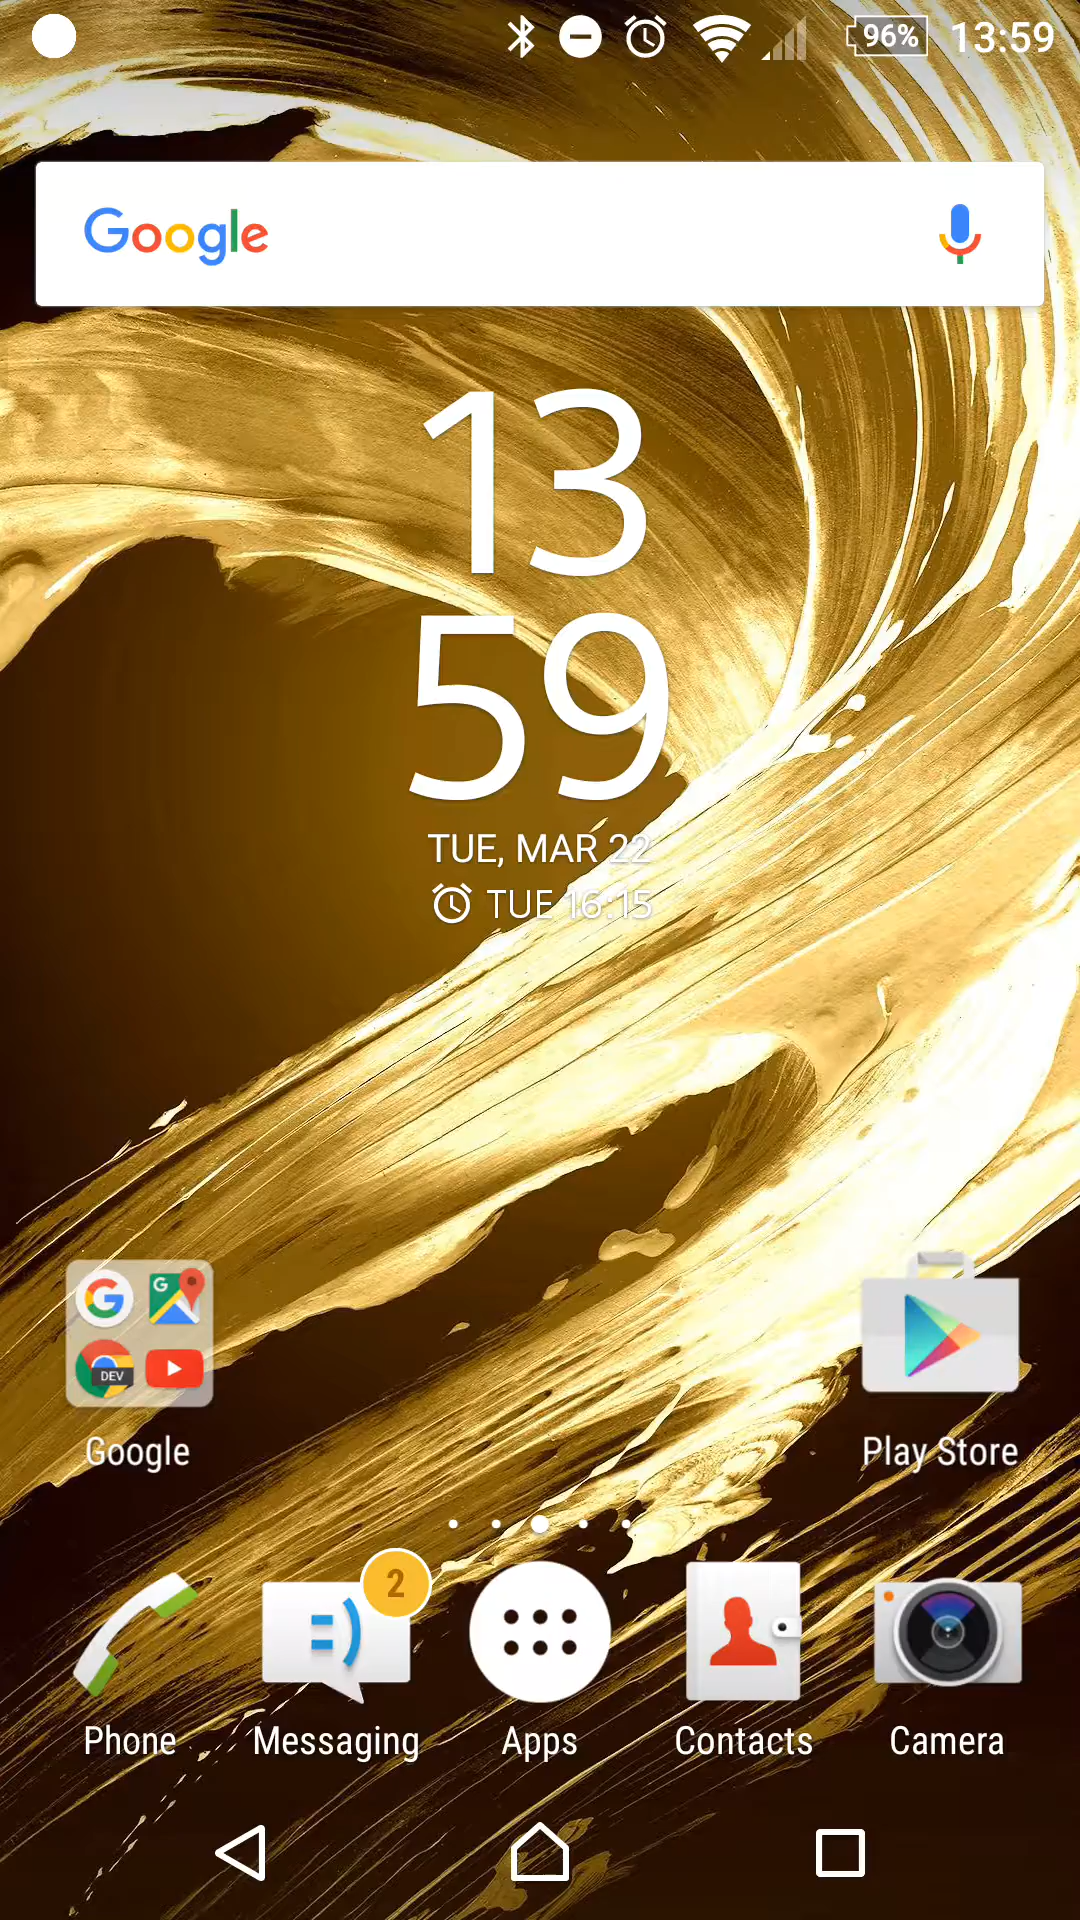 96% 13:59
Google
13
59
TUE, MAR 22
TUE 16:15
G
G
DEV
Google
Play Store
2
Phone
Messaging
Apps
Contacts
Camera